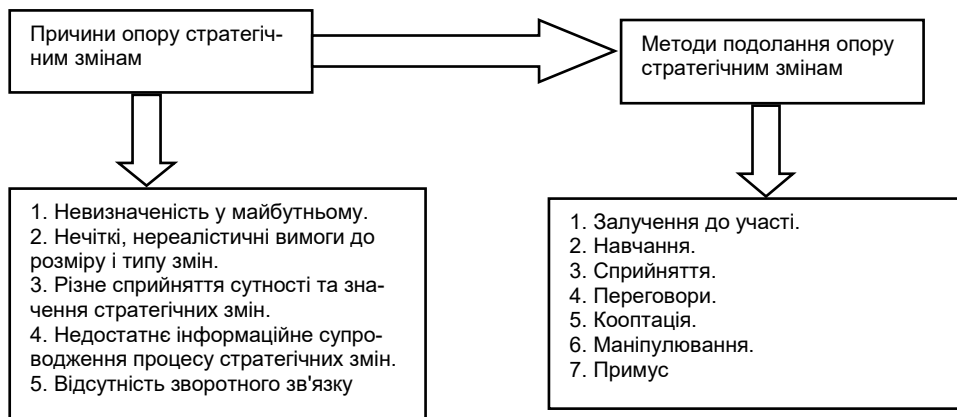 Причини опору стратегіч-
ним змінам
Методи подолання опору
стратегічним змінам
1. Невизначеність у майбутньому.
2. Нечіткі, нереалістичні вимоги до
розміру і типу змін.
3. Різне сприйняття сутності та зна-
чення стратегічних змін.
4. Недостатнє інформаційне супро-
водження процесу стратегічних змін.
5. Відсутність зворотного зв'язку
1. Залучення до участі.
2. Навчання.
3. Сприйняття.
4. Переговори.
5. Кооптація.
6. Маніпулювання.
7. Примус